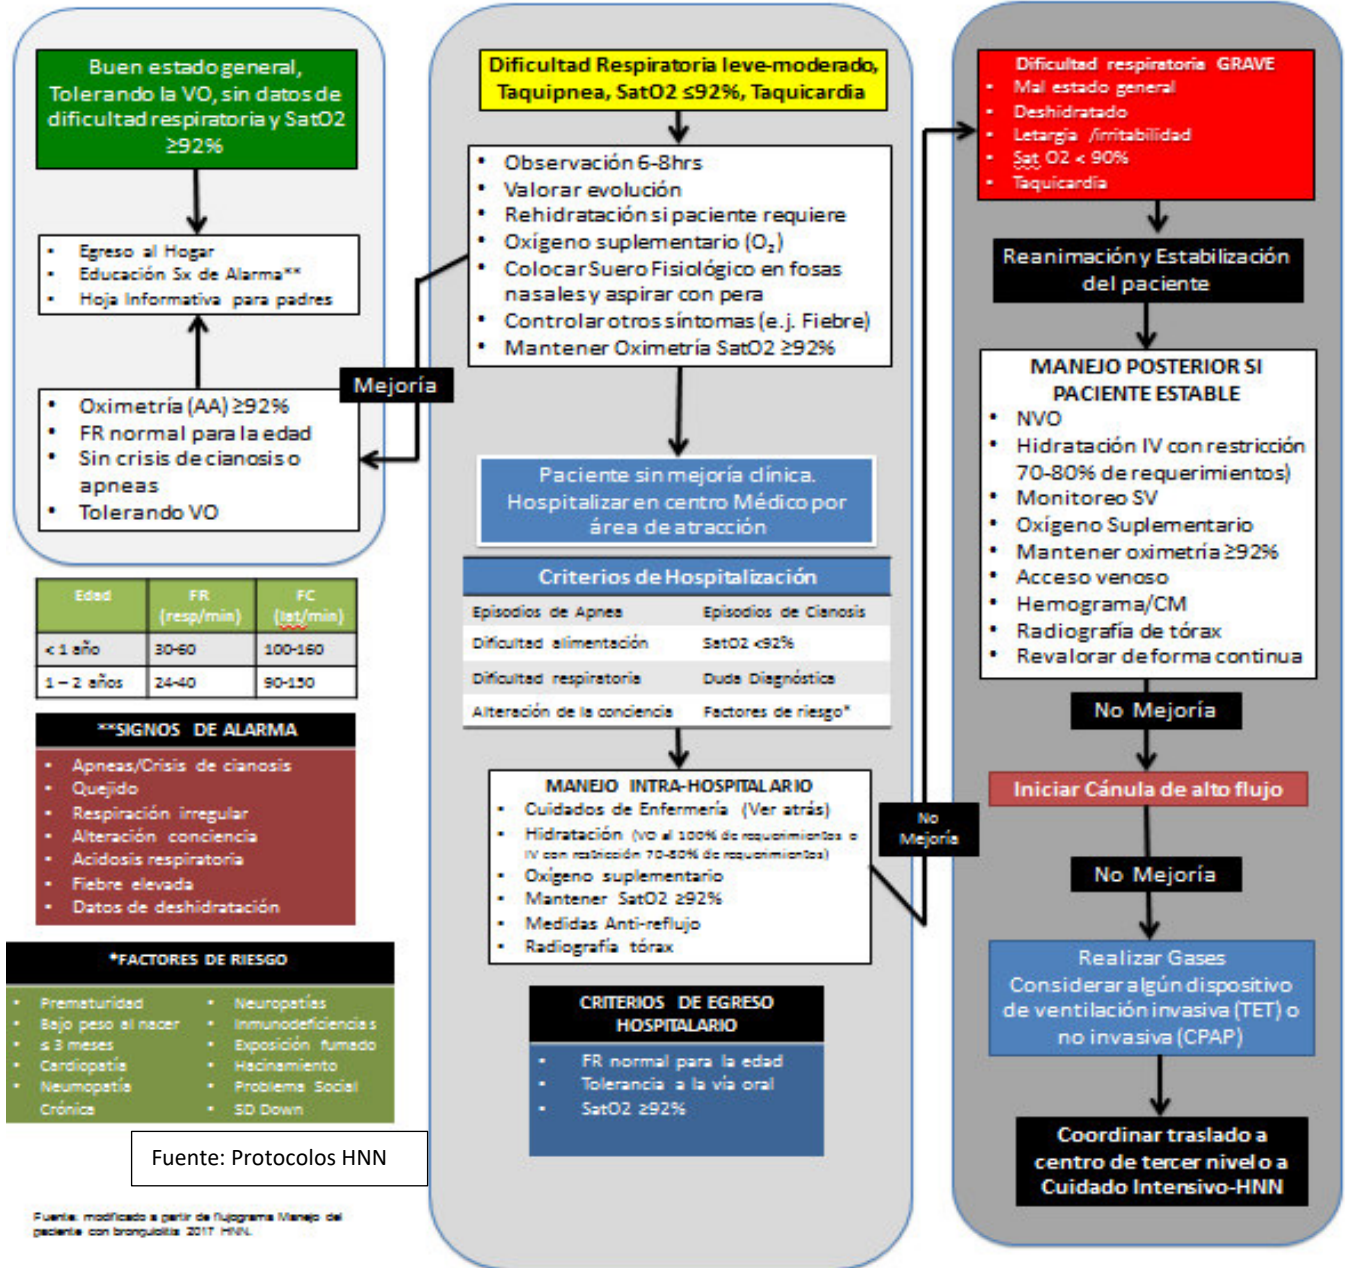 Buen estado general,
Tolerando la VO, sin datos de
dificultad respiratoria y SatO2
≥92%
• Egreso al Hogar
• Educación Sx de Alarma**
• Hoja Informativa para padres
• Oximetría (AA) ≥92%
• FR normal para la edad
• Sin crisis de cianosis o
apneas
• Tolerando VO
Mejoría
Edad FR FC
(resp/min) (lat/min)
< 1 año 30-60 100-160
1 – 2 años 24-40 90-150
**SIGNOS DE ALARMA
• Apneas/Crisis de cianosis
• Quejido
• Respiración irregular
• Alteración conciencia
• Acidosis respiratoria
• Fiebre elevada
• Datos de deshidratación
*FACTORES DE RIESGO
• Prematuridad
• Bajo peso al nacer
• ≤ 3 meses
• Cardiopatía
• Neumopatía
Crónica
• Neuropatías
• Inmunodeficiencias
• Exposición fumado
• Hacinamiento
• Problema Social
• SD Down
Fuente: Protocolos HNN
Fuente: modificado a partir de flujograma Manejo del
paciente con bronquiolitis 2017 HNN.
Dificultad Respiratoria leve-moderado,
Taquipnea, SatO2 ≤92%, Taquicardia
• Observación 6-8hrs
• Valorar evolución
• Rehidratación si paciente requiere
• Oxígeno suplementario (O₂)
• Colocar Suero Fisiológico en fosas
nasales y aspirar con pera
• Controlar otros síntomas (e.j. Fiebre)
• Mantener Oximetría SatO2 ≥92%
Paciente sin mejoría clínica.
Hospitalizar en centro Médico por
área de atracción
Criterios de Hospitalización
Episodios de Apnea Episodios de Cianosis
Dificultad alimentación SatO2 <92%
Dificultad respiratoria Duda Diagnóstica
Alteración de la conciencia Factores de riesgo*
MANEJO INTRA-HOSPITALARIO
• Cuidados de Enfermería (Ver atrás)
• Hidratación (VO al 100% de requerimientos o
IV con restricción 70-80% de requerimientos)
• Oxígeno suplementario
• Mantener SatO2 ≥92%
• Medidas Anti-reflujo
• Radiografía tórax
No
Mejoría
CRITERIOS DE EGRESO
HOSPITALARIO
• FR normal para la edad
• Tolerancia a la vía oral
• SatO2 ≥92%
Dificultad respiratoria GRAVE
• Mal estado general
• Deshidratado
• Letargia /irritabilidad
• Sat O2 < 90%
• Taquicardia
Reanimación y Estabilización
del paciente
MANEJO POSTERIOR SI
PACIENTE ESTABLE
• NVO
• Hidratación IV con restricción
70-80% de requerimientos)
• Monitoreo SV
• Oxígeno Suplementario
• Mantener oximetría ≥92%
• Acceso venoso
• Hemograma/CM
• Radiografía de tórax
• Revalorar de forma continua
No Mejoría
Iniciar Cánula de alto flujo
No Mejoría
Realizar Gases
Considerar algún dispositivo
de ventilación invasiva (TET) o
no invasiva (CPAP)
Coordinar traslado a
centro de tercer nivel o a
Cuidado Intensivo-HNN